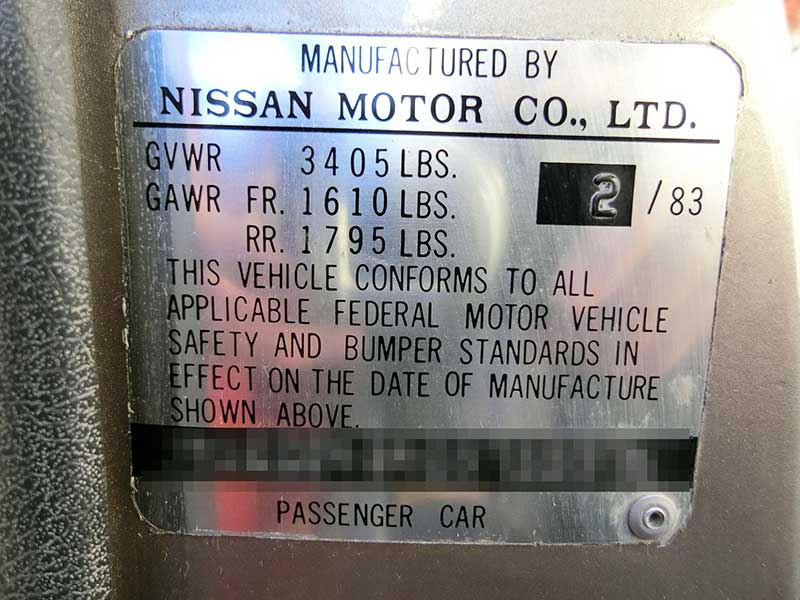 MANUFACTURED BY
NISSAN MOTOR CO., LTD.
GVWR 3405 LBS. 2 / 83
GAWR FR. 1610 LBS.
RR. 1795 LBS.
THIS VEHICLE CONFORMS TO ALL
APPLICABLE FEDERAL MOTOR VEHICLE
SAFETY AND BUMPER STANDARDS IN
EFFECT ON THE DATE OF MANUFACTURE
SHOWN ABOVE.
PASSENGER CAR